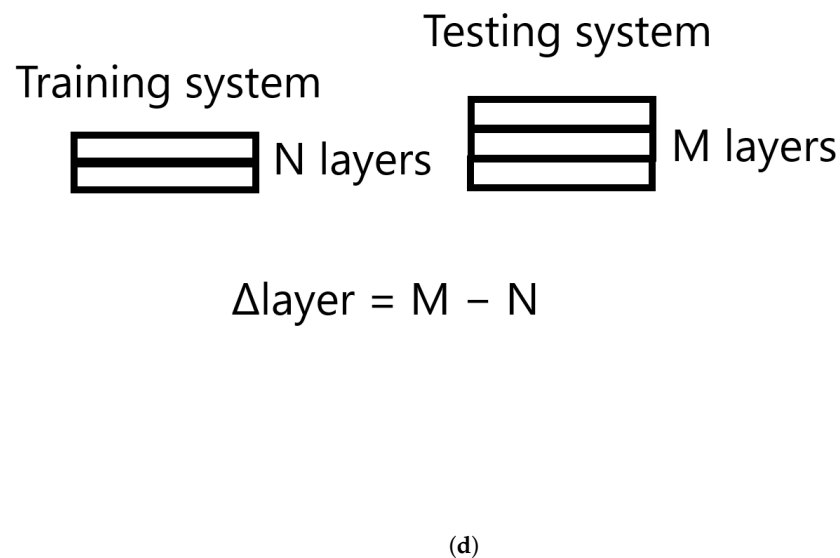 Testing system
Training system
N layers
M layers
Δlayer = M − N
(d)